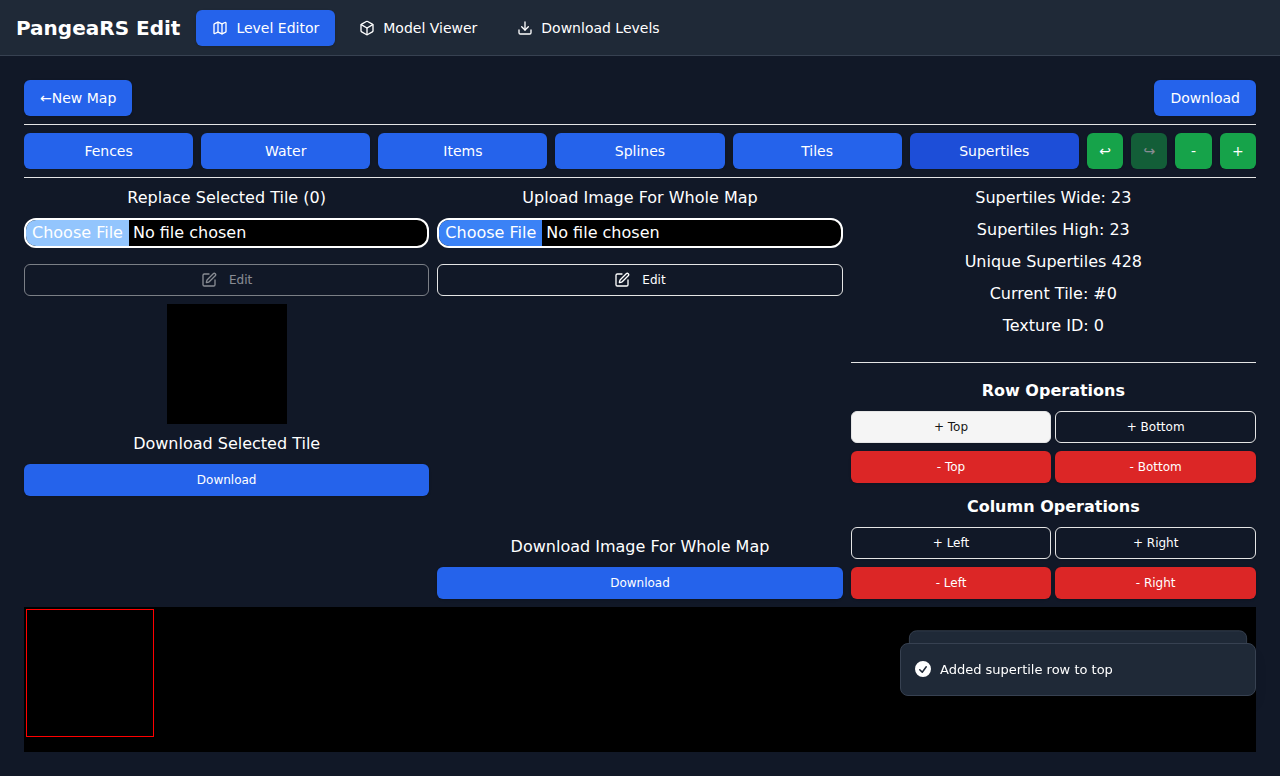 PangeaRS Edit
Level Editor
Model Viewer
Download Levels
←New Map
Download
Fences
Water
Items
Splines
Tiles
Supertiles
↩
↪
-
+
Replace Selected Tile (0)
Choose File No file chosen
Edit
Download Selected Tile
Download
Upload Image For Whole Map
Choose File No file chosen
Edit
Download Image For Whole Map
Download
Supertiles Wide: 23
Supertiles High: 23
Unique Supertiles 428
Current Tile: #0
Texture ID: 0
Row Operations
+ Top
+ Bottom
- Top
- Bottom
Column Operations
+ Left
+ Right
- Left
- Right
Added supertile row to top